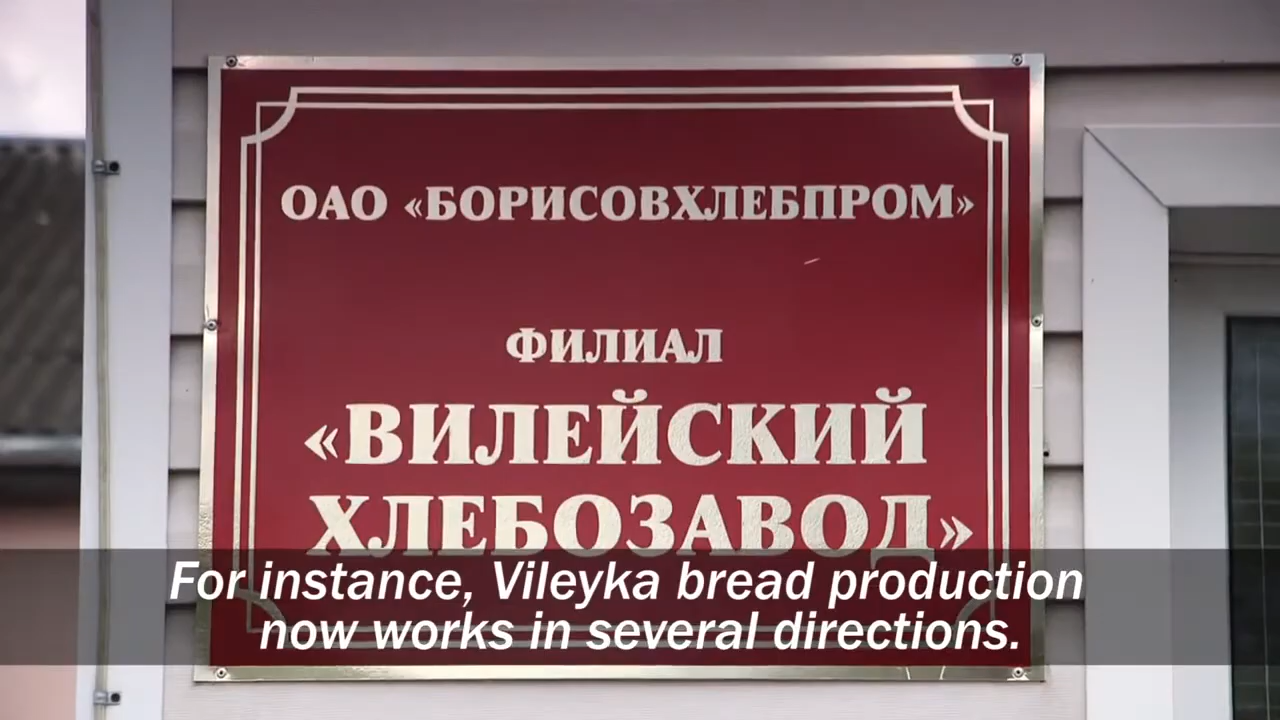 ОАО «БОРИСОВХЛЕБПРОМ»
ФИЛИАЛ
«ВИЛЕЙСКИЙ
ХЛЕБОЗАВОД»
For instance, Vileyka bread production
now works in several directions.